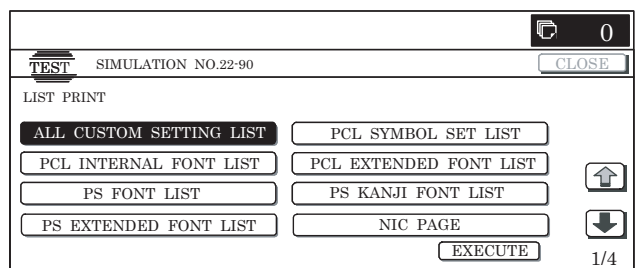 0
TEST SIMULATION NO.22-90 CLOSE
LIST PRINT
ALL CUSTOM SETTING LIST PCL SYMBOL SET LIST
PCL INTERNAL FONT LIST PCL EXTENDED FONT LIST
PS FONT LIST PS KANJI FONT LIST
PS EXTENDED FONT LIST NIC PAGE
EXECUTE
1/4